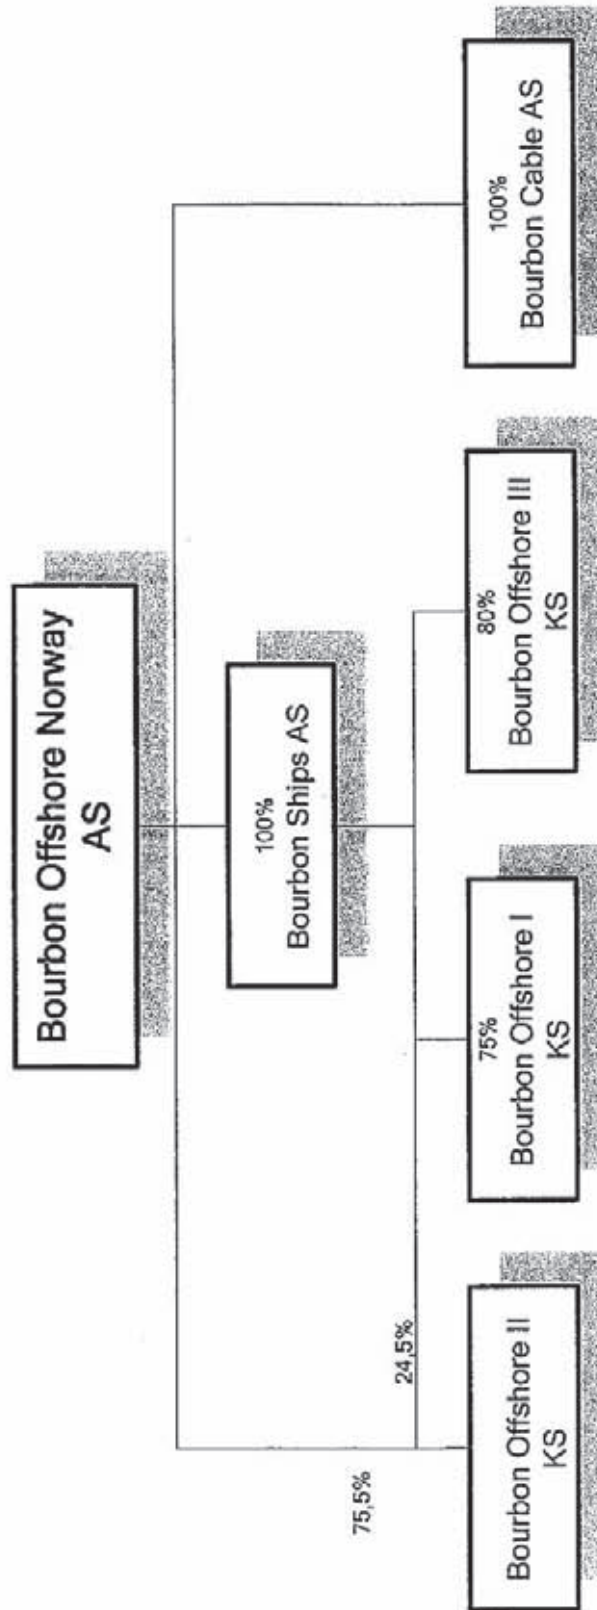 Bourbon Offshore Norway
AS
100%
Bourbon Ships AS
75,5%
24,5%
Bourbon Offshore II
KS
75%
Bourbon Offshore I
KS
80%
Bourbon Offshore III
KS
100%
Bourbon Cable AS